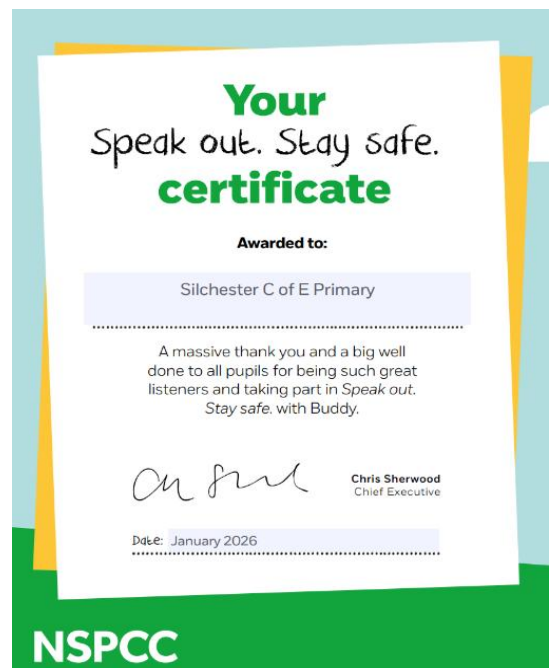 Your
Speak out. Stay safe.
certificate
Awarded to:
Silchester C of E Primary
A massive thank you and a big well
done to all pupils for being such great
listeners and taking part in Speak out.
Stay safe. with Buddy.
Chris Sherwood
Chief Executive
Date: January 2026
NSPCC